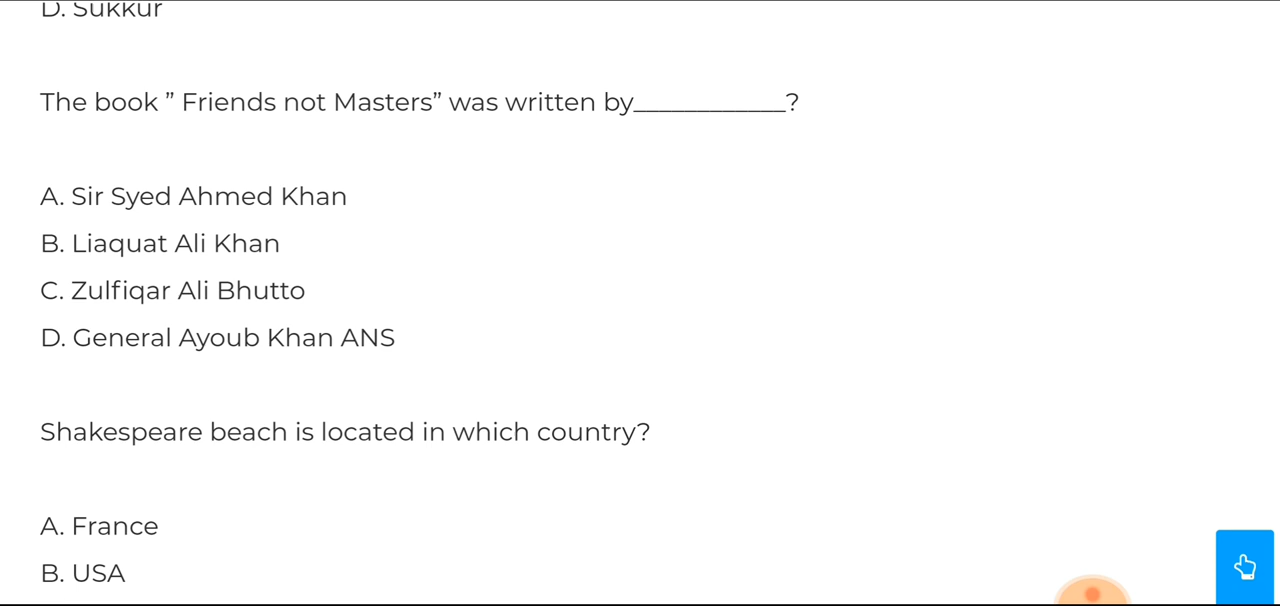 D. Sukkur
The book ” Friends not Masters” was written by____________?
A. Sir Syed Ahmed Khan
B. Liaquat Ali Khan
C. Zulfiqar Ali Bhutto
D. General Ayoub Khan ANS
Shakespeare beach is located in which country?
A. France
B. USA